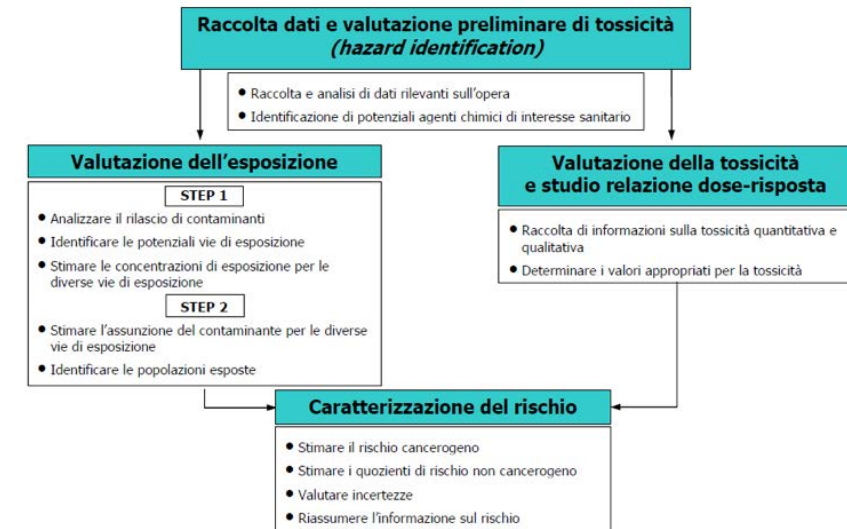 Raccolta dati e valutazione preliminare di tossicità
(hazard identification)
• Raccolta e analisi di dati rilevanti sull'opera
• Identificazione di potenziali agenti chimici di interesse sanitario
Valutazione dell'esposizione
STEP 1
• Analizzare il rilascio di contaminanti
• Identificare le potenziali vie di esposizione
• Stimare le concentrazioni di esposizione per le
diverse vie di esposizione
STEP 2
• Stimare l'assunzione del contaminante per le diverse
vie di esposizione
• Identificare le popolazioni esposte
Valutazione della tossicità
e studio relazione dose-risposta
• Raccolta di informazioni sulla tossicità quantitativa e
qualitativa
• Determinare i valori appropriati per la tossicità
Caratterizzazione del rischio
• Stimare il rischio cancerogeno
• Stimare i quozienti di rischio non cancerogeno
• Valutare incertezze
• Riassumere l'informazione sul rischio